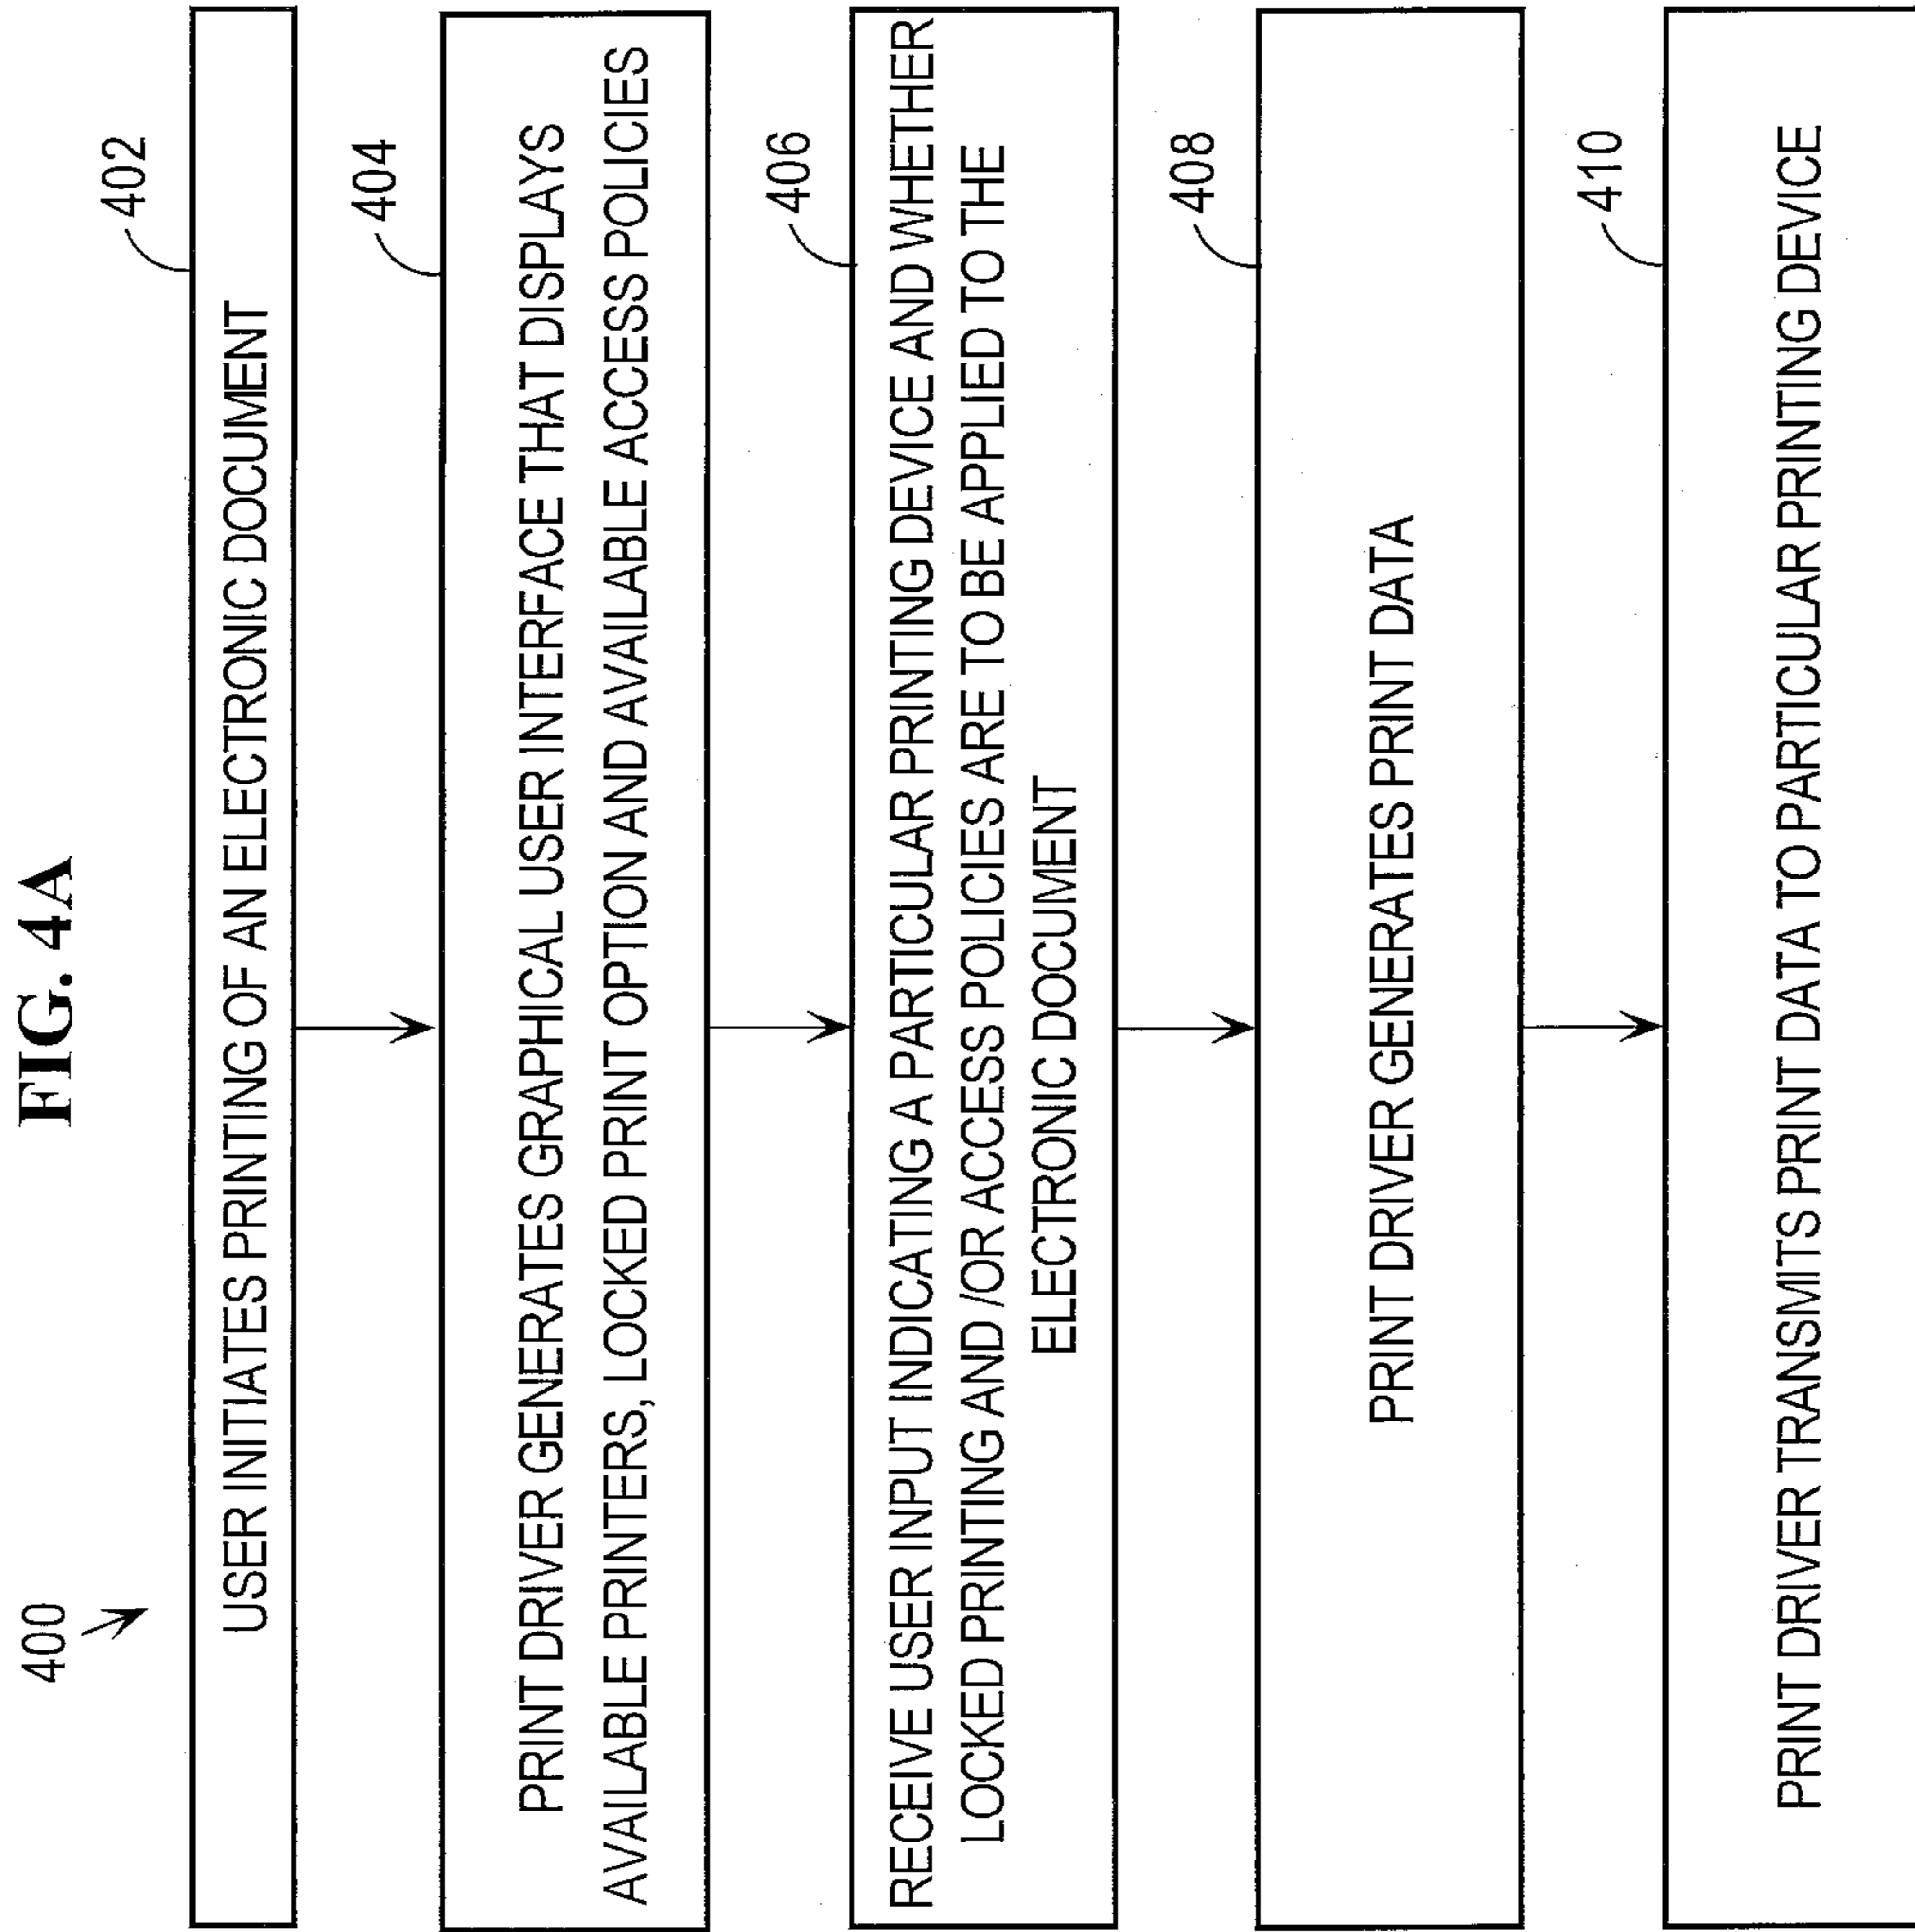 FIG. 4A
400
402
USER INITIATES PRINTING OF AN ELECTRONIC DOCUMENT
404
PRINT DRIVER GENERATES GRAPHICAL USER INTERFACE THAT DISPLAYS
AVAILABLE PRINTERS, LOCKED PRINT OPTION AND AVAILABLE ACCESS POLICIES
406
RECEIVE USER INPUT INDICATING A PARTICULAR PRINTING DEVICE AND WHETHER
LOCKED PRINTING AND /OR ACCESS POLICIES ARE TO BE APPLIED TO THE
ELECTRONIC DOCUMENT
408
PRINT DRIVER GENERATES PRINT DATA
410
PRINT DRIVER TRANSMITS PRINT DATA TO PARTICULAR PRINTING DEVICE